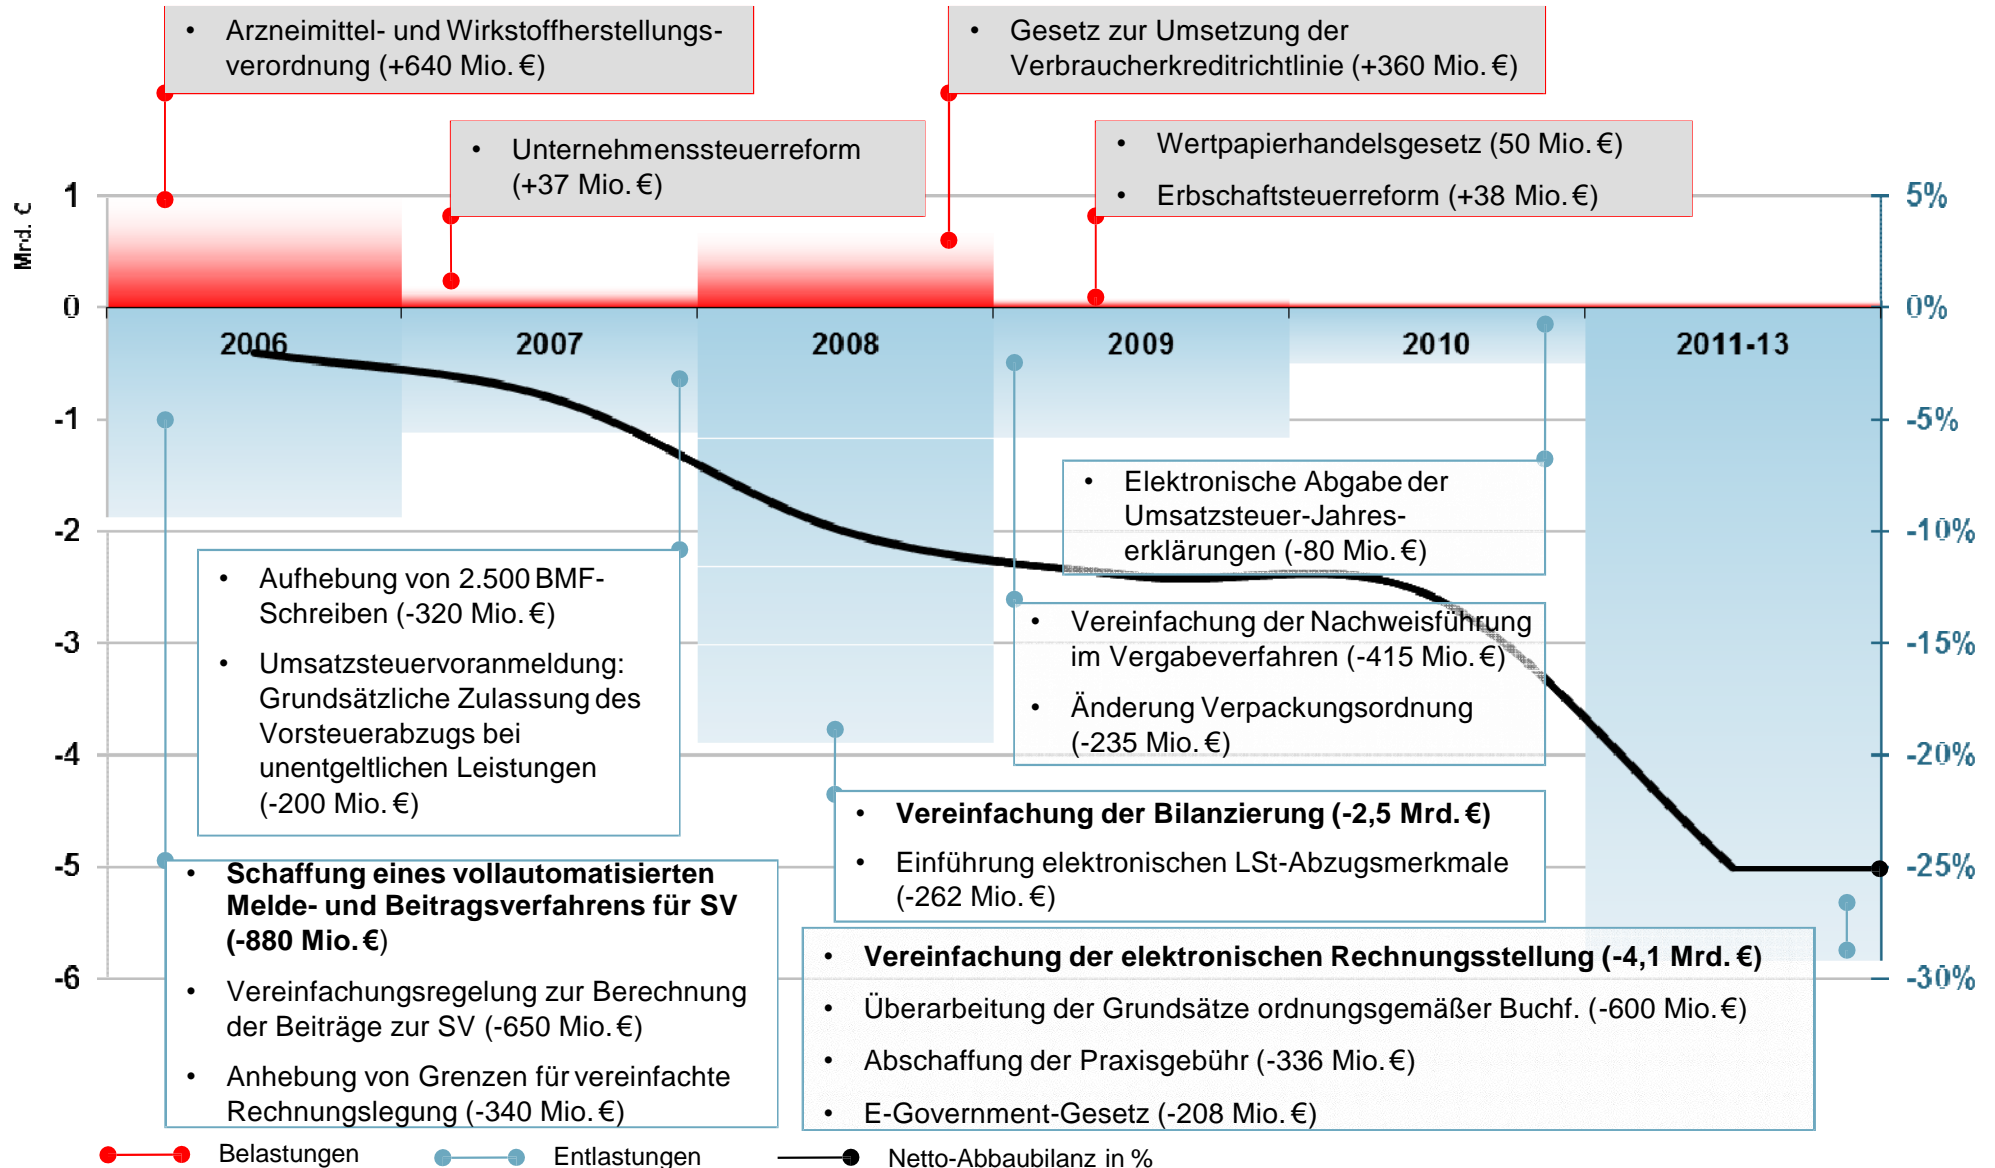 • Arzneimittel- und Wirkstoffherstellungs-
verordnung (+640 Mio. €)
• Gesetz zur Umsetzung der
Verbraucherkreditrichtlinie (+360 Mio. €)
• Unternehmenssteuerreform
(+37 Mio. €)
• Wertpapierhandelsgesetz (50 Mio. €)
• Erbschaftsteuerreform (+38 Mio. €)
Mrd. €
1
0
-1
-2
-3
-4
-5
-6
5%
0%
-5%
-10%
-15%
-20%
-25%
-30%
2006
2007
2008
2009
2010
2011-13
• Elektronische Abgabe der
Umsatzsteuer-Jahres-
erklärungen (-80 Mio. €)
• Aufhebung von 2.500 BMF-
Schreiben (-320 Mio. €)
• Umsatzsteuervoranmeldung:
Grundsätzliche Zulassung des
Vorsteuerabzugs bei
unentgeltlichen Leistungen
(-200 Mio. €)
• Vereinfachung der Nachweisführung
im Vergabeverfahren (-415 Mio. €)
• Änderung Verpackungsordnung
(-235 Mio. €)
• Vereinfachung der Bilanzierung (-2,5 Mrd. €)
• Einführung elektronischen LSt-Abzugsmerkmale
(-262 Mio. €)
• Schaffung eines vollautomatisierten
Melde- und Beitragsverfahrens für SV
(-880 Mio. €)
• Vereinfachungsregelung zur Berechnung
der Beiträge zur SV (-650 Mio. €)
• Anhebung von Grenzen für vereinfachte
Rechnungslegung (-340 Mio. €)
• Vereinfachung der elektronischen Rechnungsstellung (-4,1 Mrd. €)
• Überarbeitung der Grundsätze ordnungsgemäßer Buchf. (-600 Mio. €)
• Abschaffung der Praxisgebühr (-336 Mio. €)
• E-Government-Gesetz (-208 Mio. €)
Belastungen
Entlastungen
Netto-Abbaubilanz in %